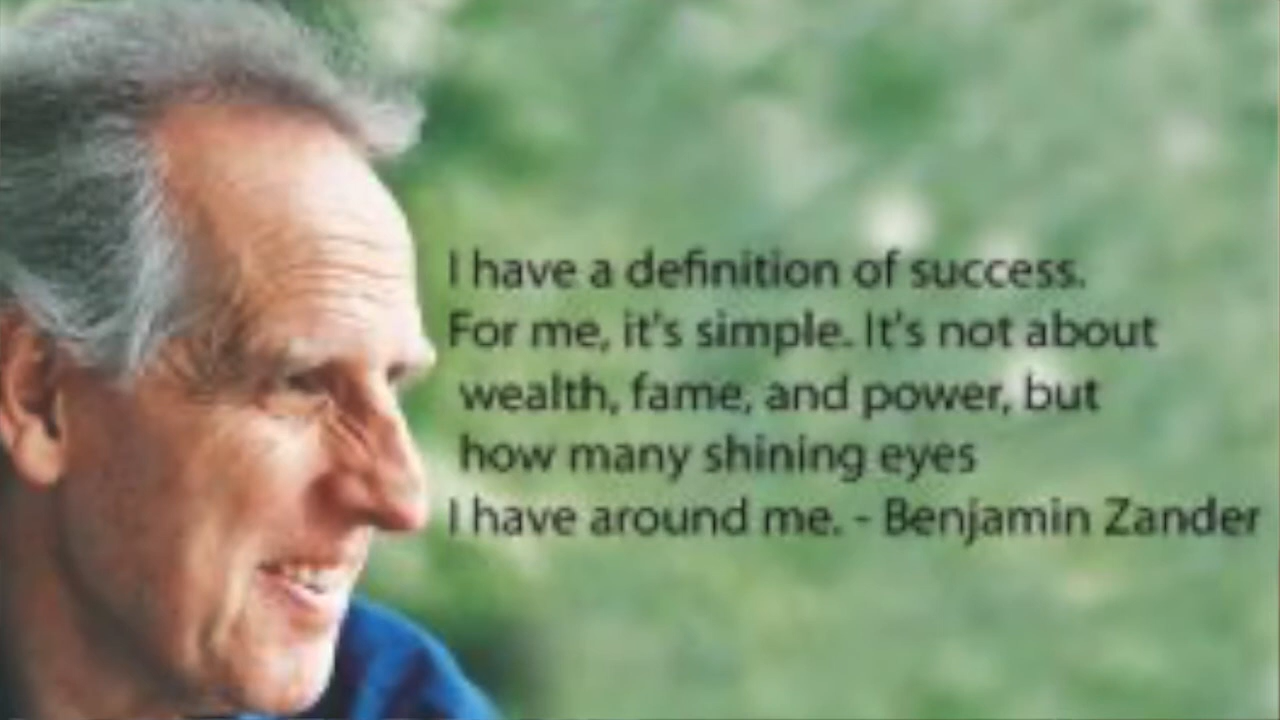 I have a definition of success.
For me, it's simple. It's not about
wealth, fame, and power, but
how many shining eyes
I have around me. - Benjamin Zander